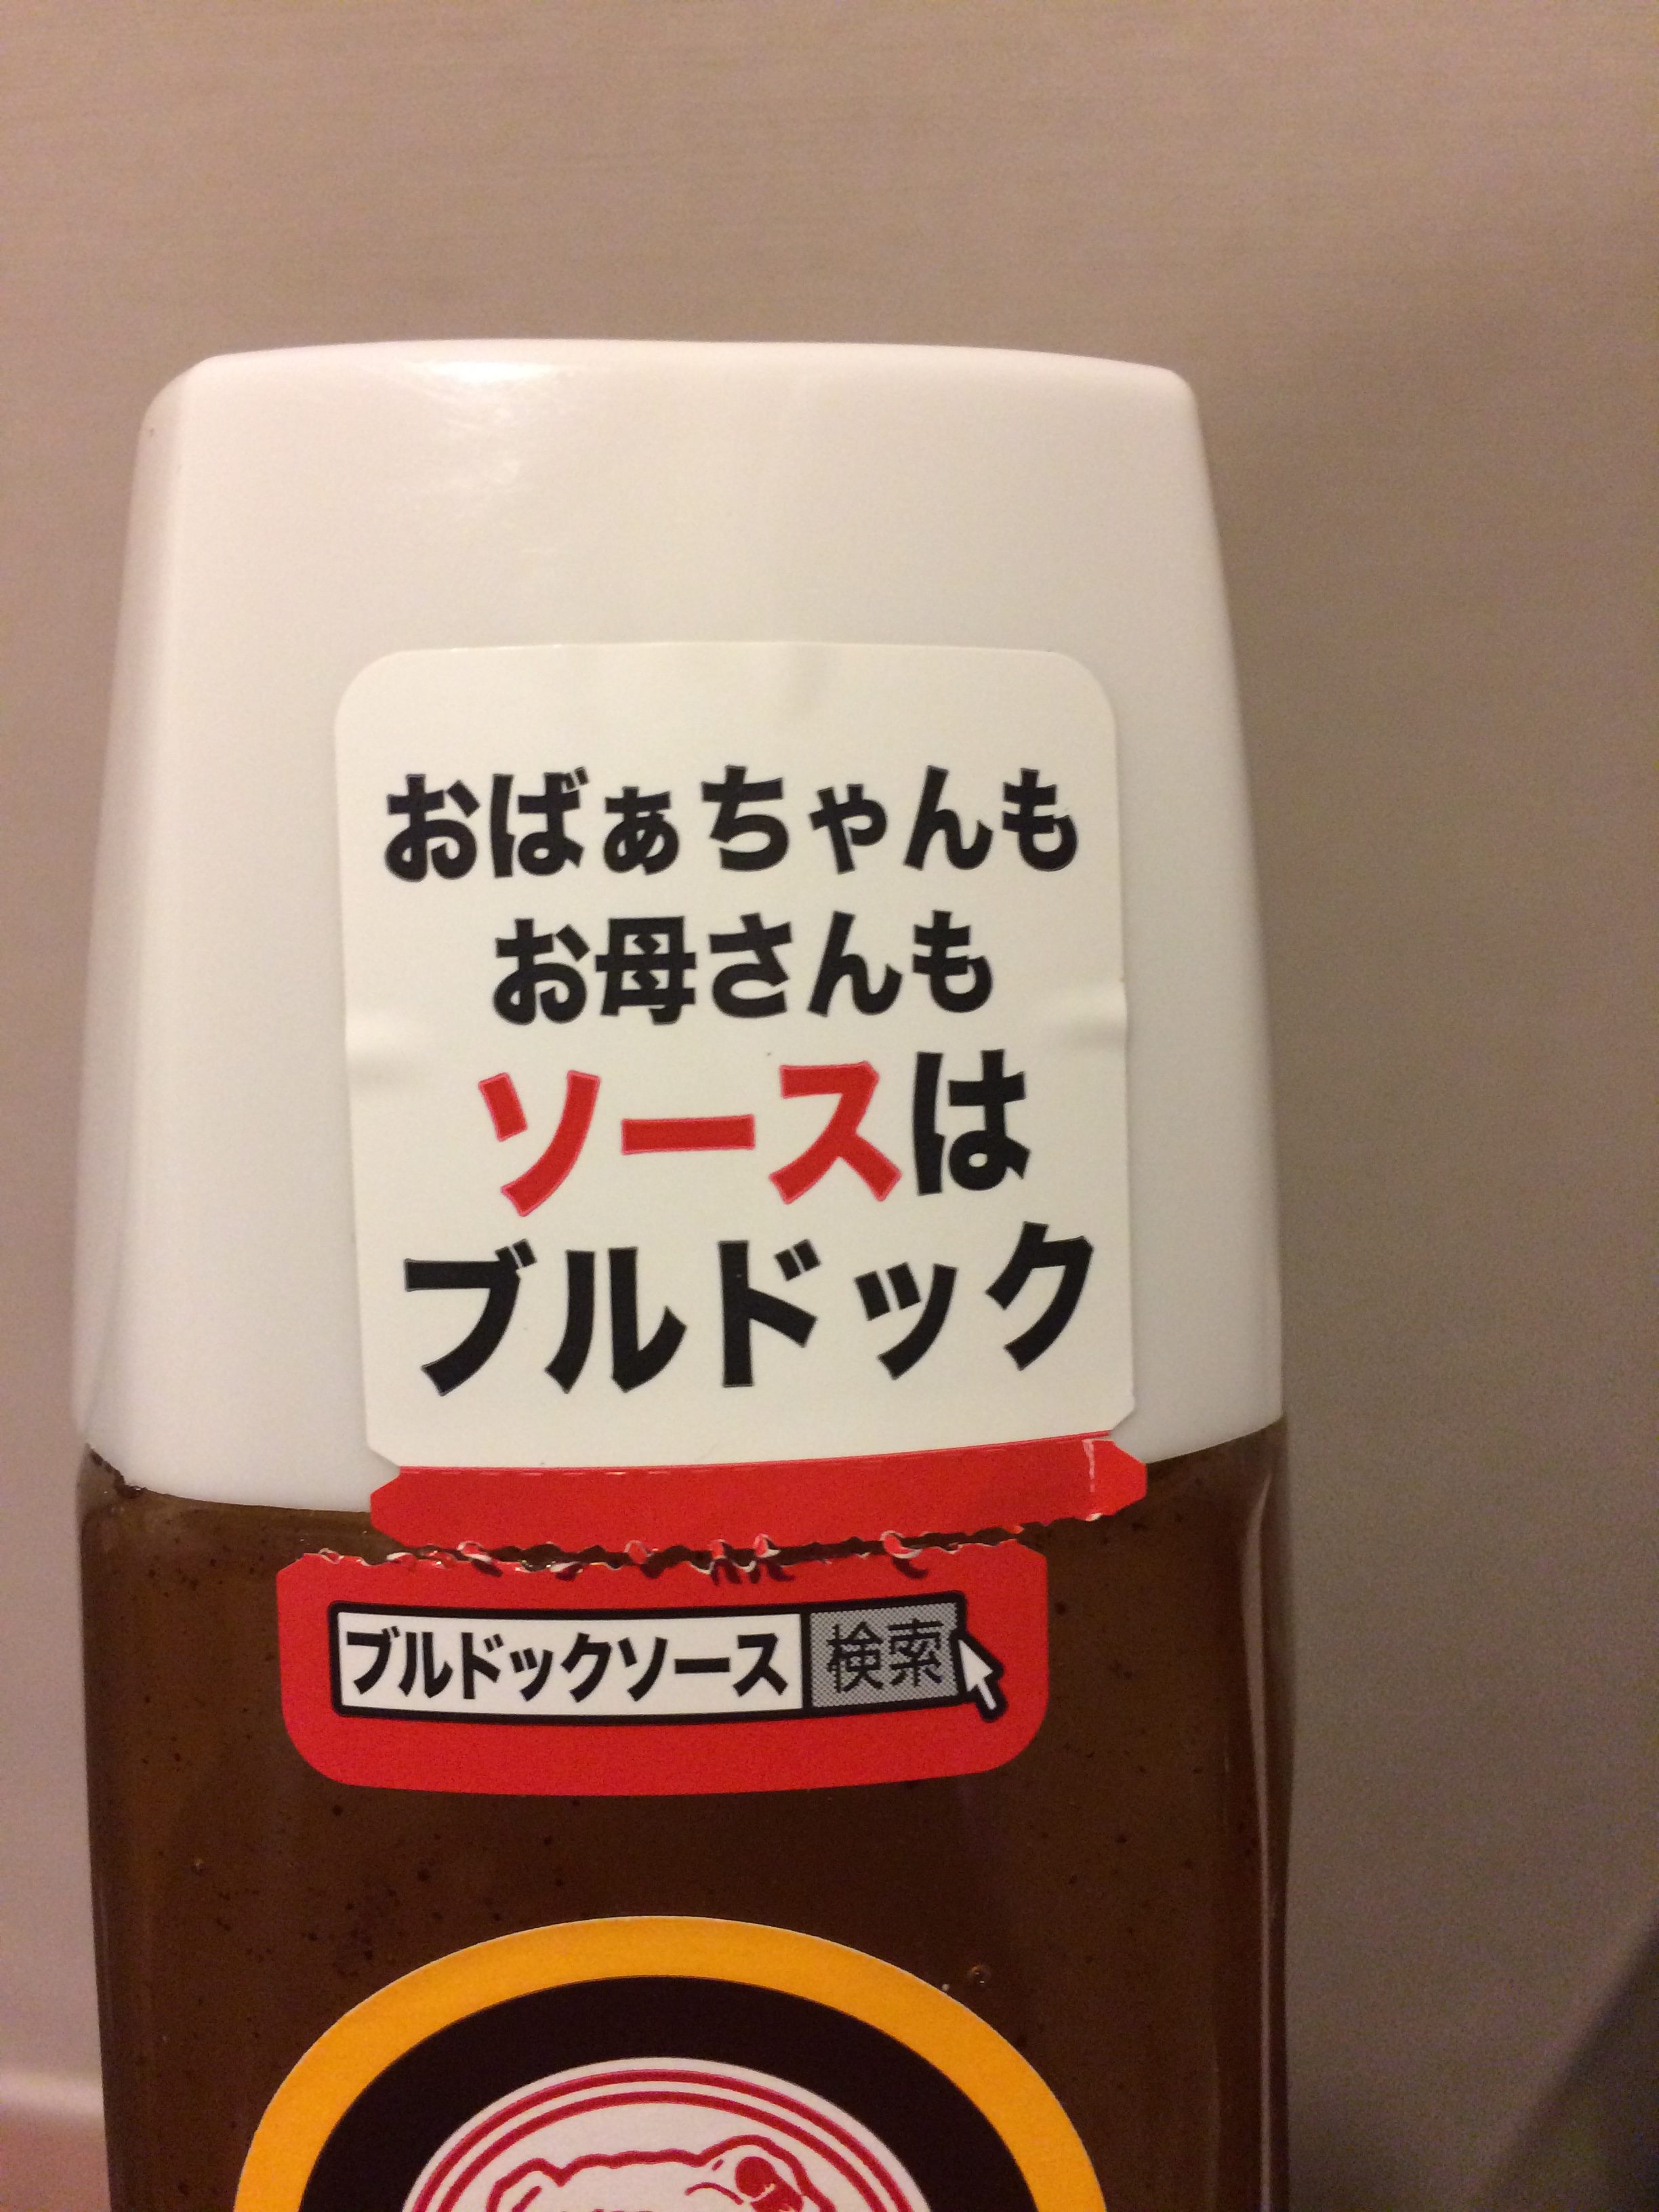 おばぁちゃんも
お母さんも
ソースは
ブルドック
ブルドックソース 検索